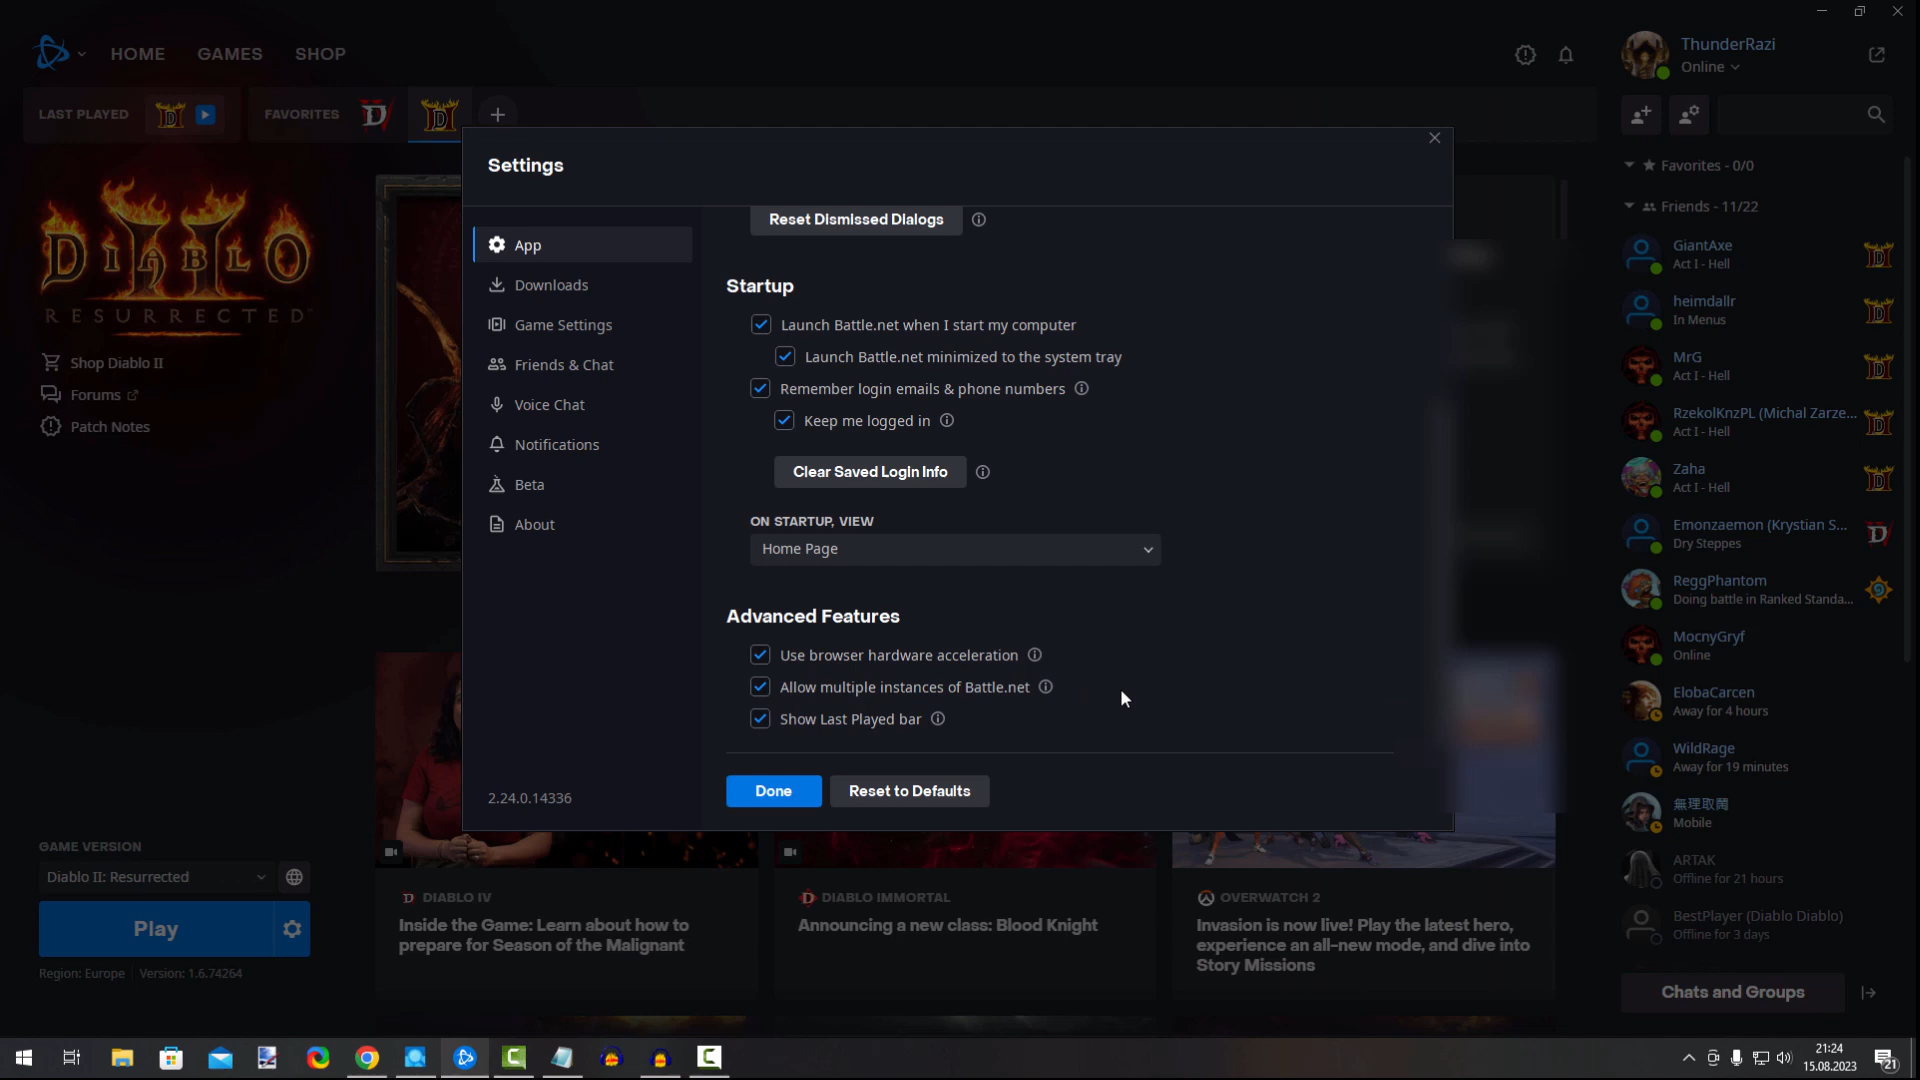 HOME
GAMES
SHOP
ThunderRazi
Online
LAST PLAYED
FAVORITES
DIABLO
II
RESURRECTED
Shop Diablo II
Forums
Patch Notes
Settings
App
Downloads
Game Settings
Friends & Chat
Voice Chat
Notifications
Beta
About
2.24.0.14336
Reset Dismissed Dialogs
Startup
Launch Battle.net when I start my computer
Launch Battle.net minimized to the system tray
Remember login emails & phone numbers
Keep me logged in
Clear Saved Login Info
ON STARTUP, VIEW
Home Page
Advanced Features
Use browser hardware acceleration
Allow multiple instances of Battle.net
Show Last Played bar
Done
Reset to Defaults
Favorites - 0/0
Friends - 11/22
GiantAxe
Act I - Hell
heimdallr
In Menus
MrG
Act I - Hell
RzekolKnzPL (Michal Zarze...
Act I - Hell
Zaha
Act I - Hell
Emonzaemon (Krystian S...
Dry Steppes
ReggPhantom
Doing battle in Ranked Standa...
MocnyGryf
Online
ElobaCarcen
Away for 4 hours
WildRage
Away for 19 minutes
無理取鬧
Mobile
ARTAK
Offline for 21 hours
BestPlayer (Diablo Diablo)
Offline for 3 days
Chats and Groups
GAME VERSION
Diablo II: Resurrected
Play
Region: Europe
Version: 1.6.74264
DIABLO IV
Inside the Game: Learn about how to
prepare for Season of the Malignant
DIABLO IMMORTAL
Announcing a new class: Blood Knight
OVERWATCH 2
Invasion is now live! Play the latest hero,
experience an all-new mode, and dive into
Story Missions
21:24
15.08.2023
21